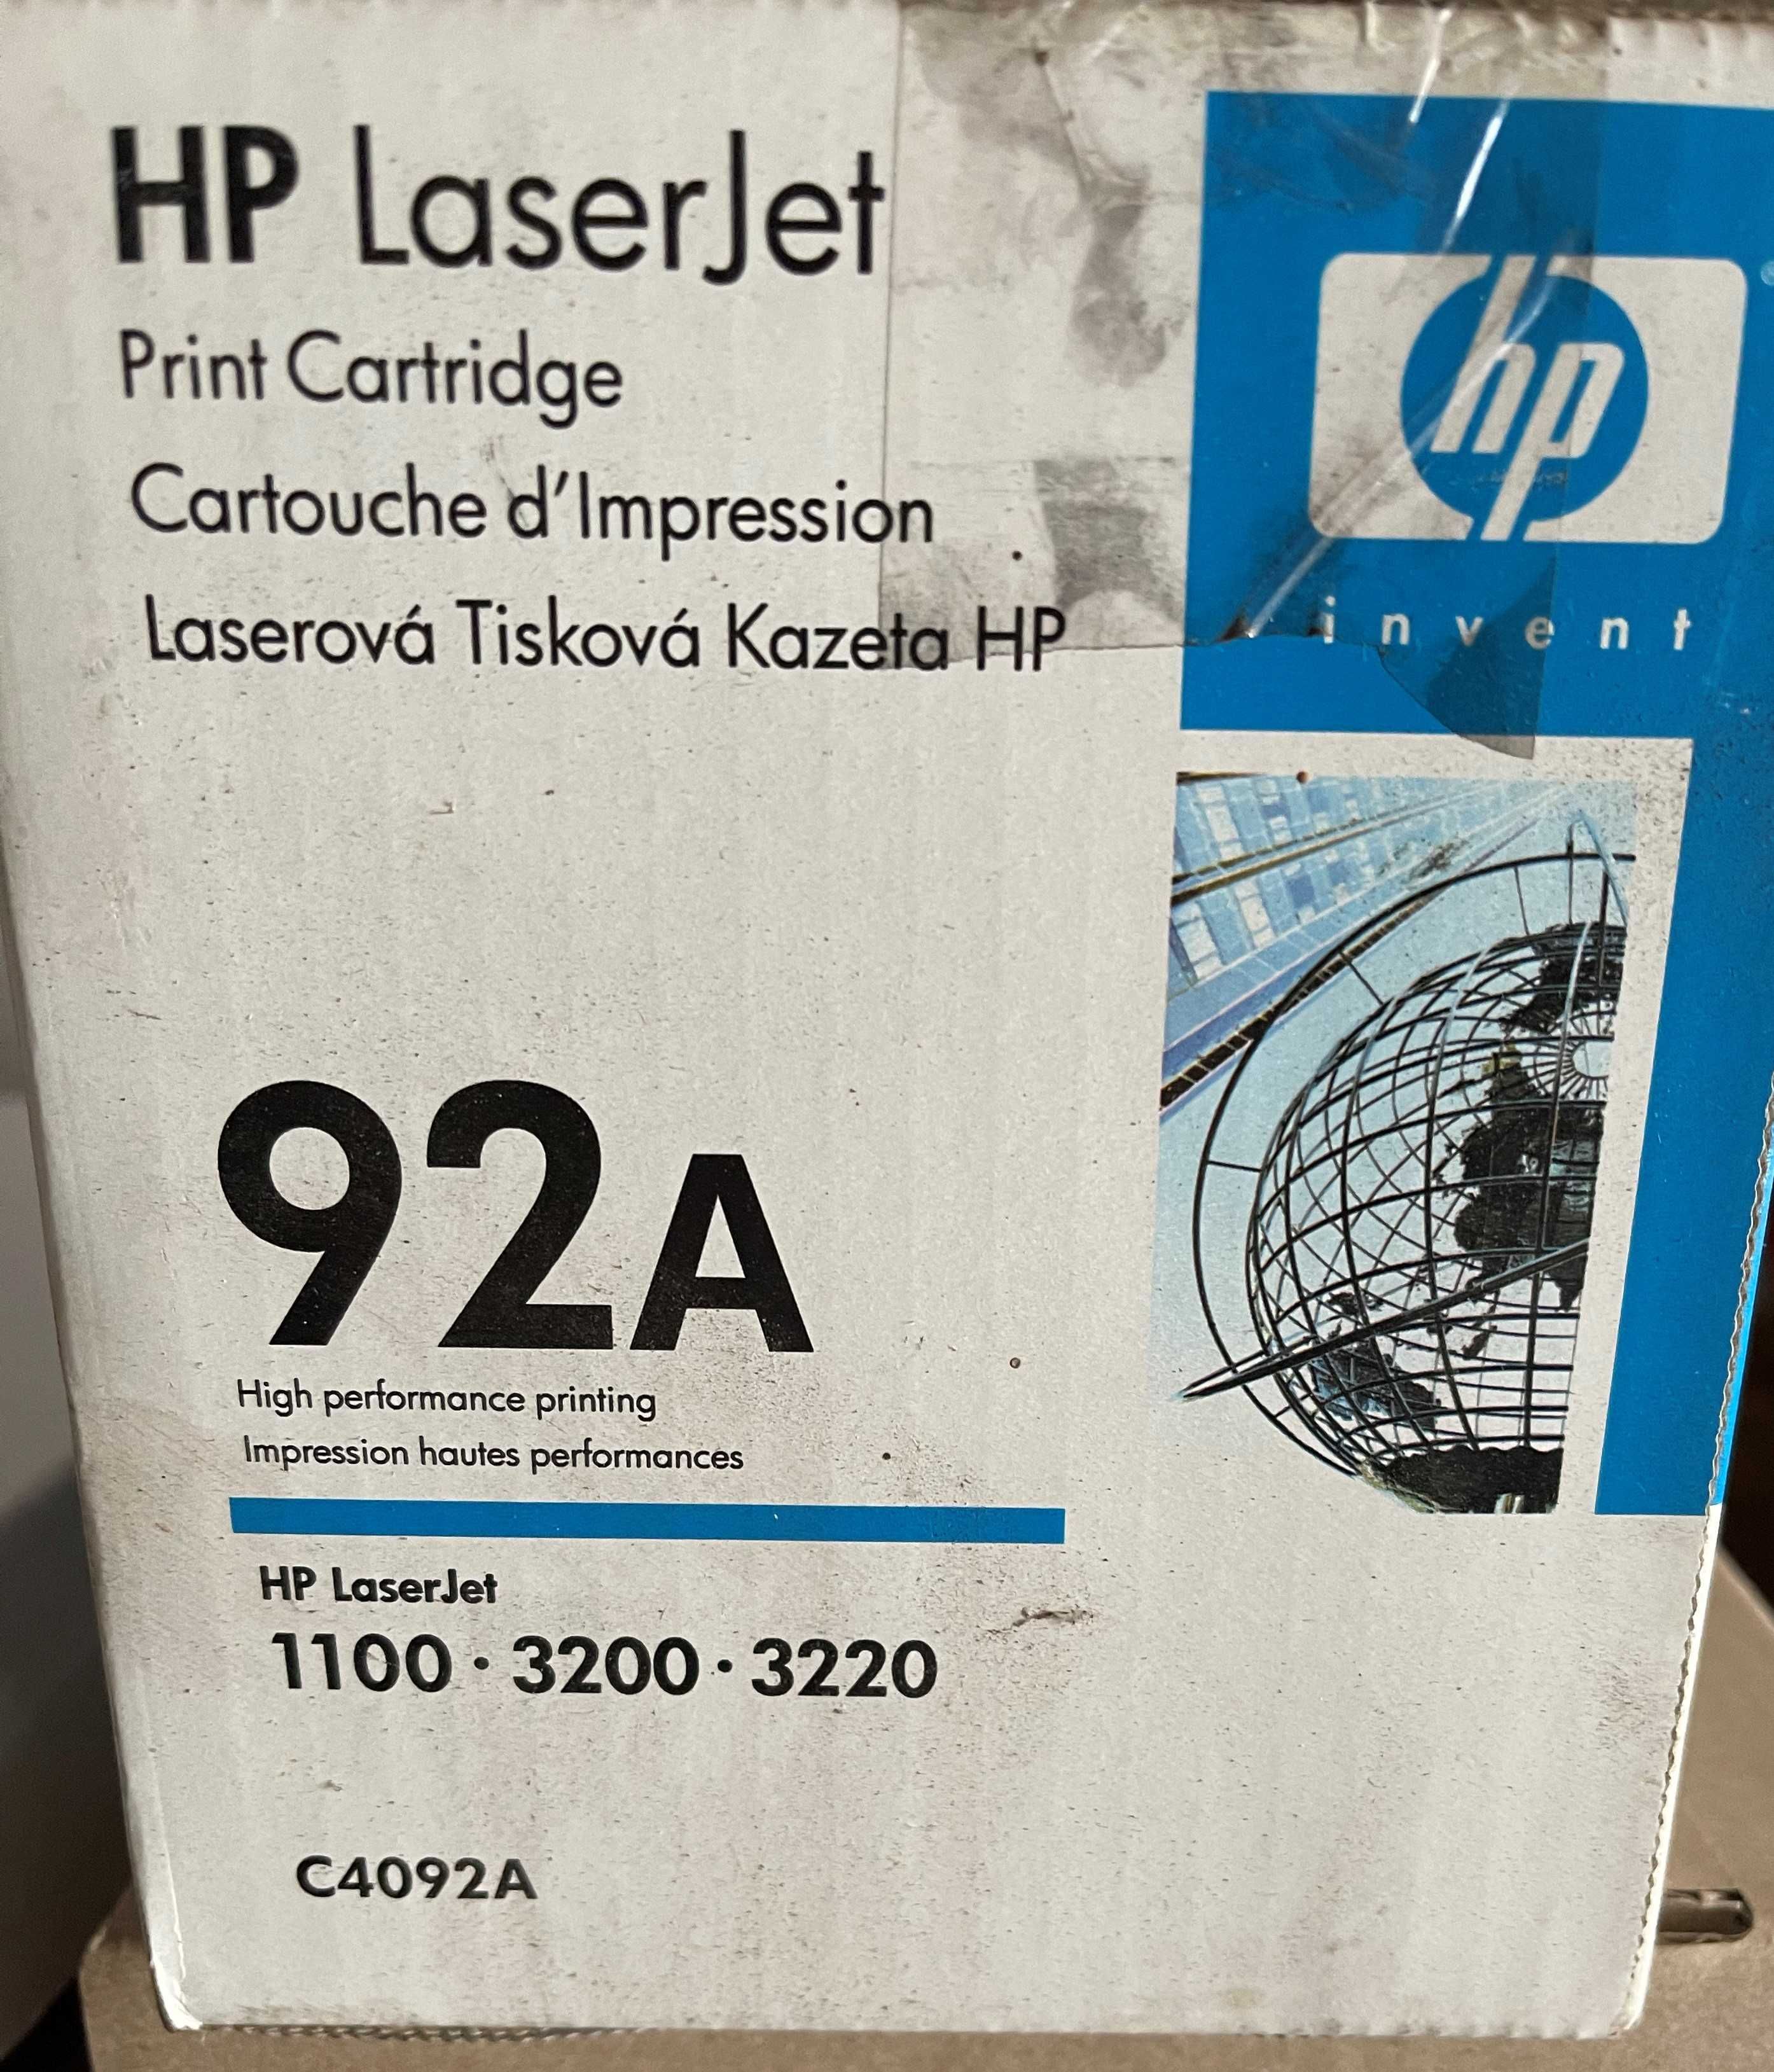 HP LaserJet
Print Cartridge
Cartouche d'Impression
Laserová Tisková Kazeta HP
hp
invent
92A
High performance printing
Impression hautes performances
HP LaserJet
1100 · 3200 · 3220
C4092A